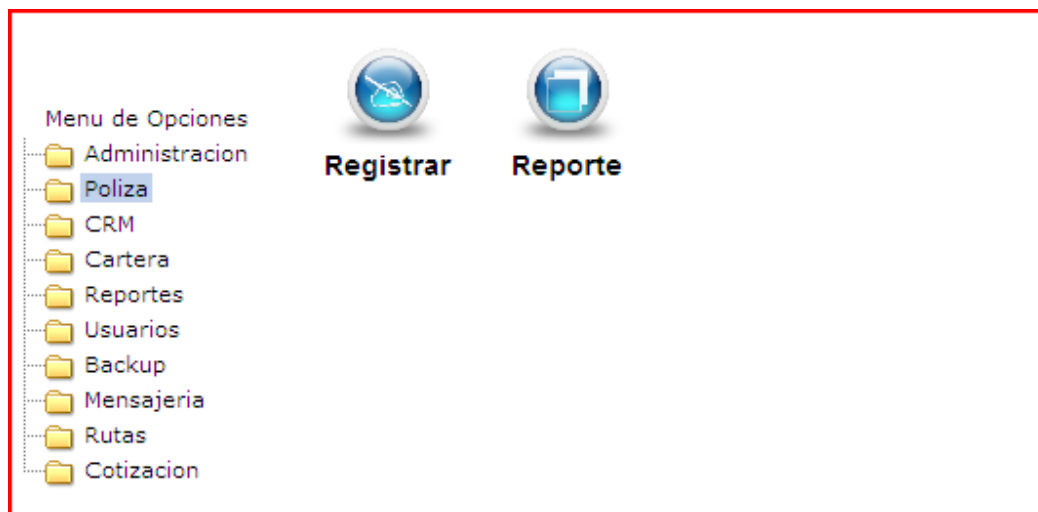 Menu de Opciones
Administracion
Poliza
CRM
Cartera
Reportes
Usuarios
Backup
Mensajeria
Rutas
Cotizacion
Registrar
Reporte